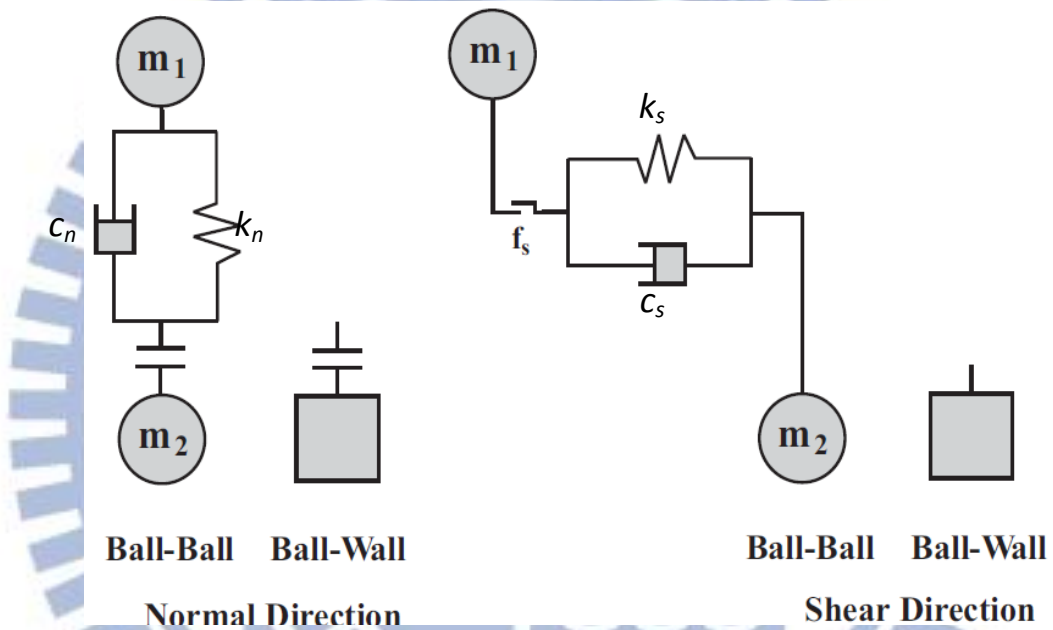 m1
m1
ks
cn
kn
fs
cs
m2
m2
Ball-Ball
Ball-Wall
Ball-Ball
Ball-Wall
Normal Direction
Shear Direction